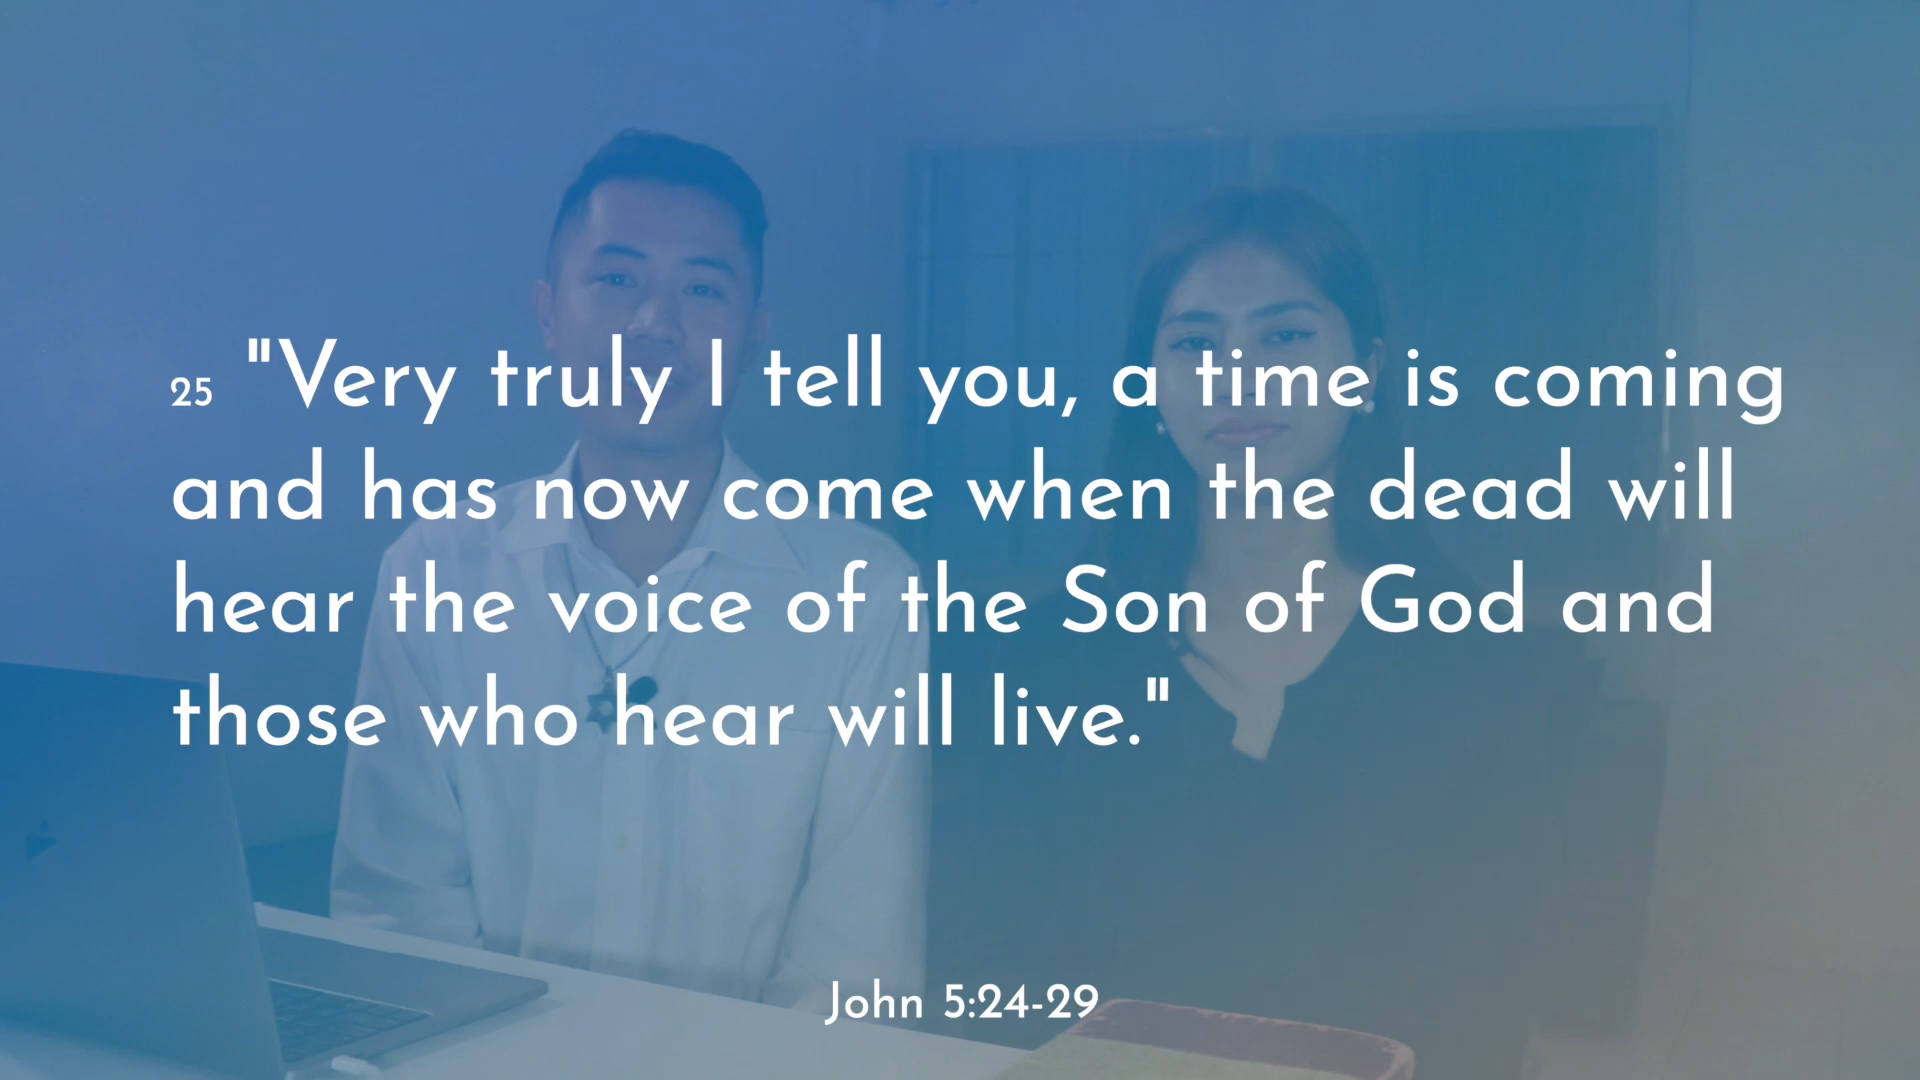 25 "Very truly I tell you, a time is coming
and has now come when the dead will
hear the voice of the Son of God and
those who hear will live."
John 5:24-29